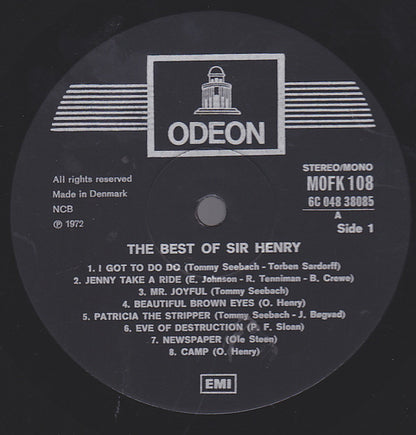 ODEON
All rights reserved
Made in Denmark
NCB
℗ 1972
STEREO/MONO
MOFK 108
6C 048 38085
A
Side 1
THE BEST OF SIR HENRY
1. I GOT TO DO DO (Tommy Seebach - Torben Sardorff)
2. JENNY TAKE A RIDE (E. Johnson - R. Tenniman - B. Crewe)
3. MR. JOYFUL (Tommy Seebach)
4. BEAUTIFUL BROWN EYES (O. Henry)
5. PATRICIA THE STRIPPER (Tommy Seebach - J. Bøgvad)
6. EVE OF DESTRUCTION (P. F. Sloan)
7. NEWSPAPER (Ole Steen)
8. CAMP (O. Henry)
EMI